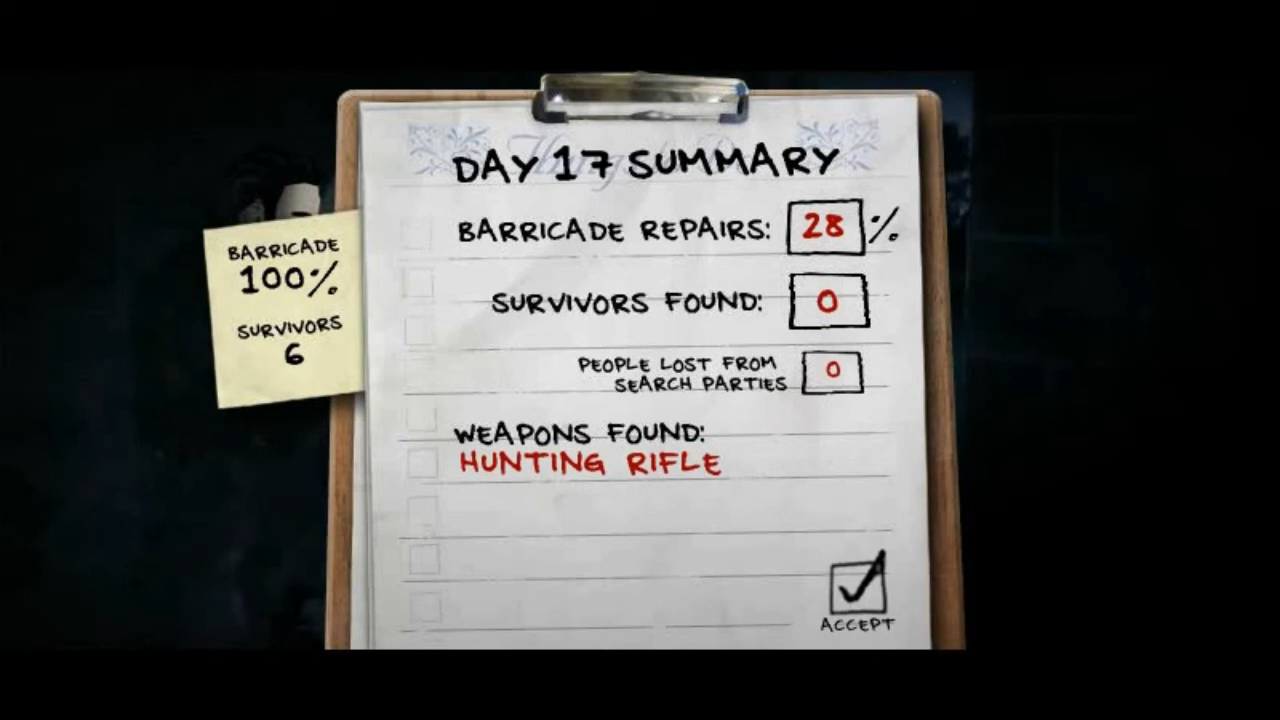 DAY 17 SUMMARY
BARRICADE REPAIRS: 28 %
SURVIVORS FOUND: 0
PEOPLE LOST FROM
SEARCH PARTIES 0
WEAPONS FOUND:
HUNTING RIFLE
ACCEPT
BARRICADE
100%
SURVIVORS
6